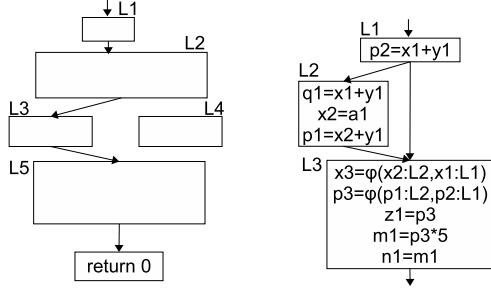 L1
L2
L3
L4
L5
return 0
L1
p2=x1+y1
L2
q1=x1+y1
x2=a1
p1=x2+y1
L3
x3=φ(x2:L2,x1:L1)
p3=φ(p1:L2,p2:L1)
z1=p3
m1=p3*5
n1=m1